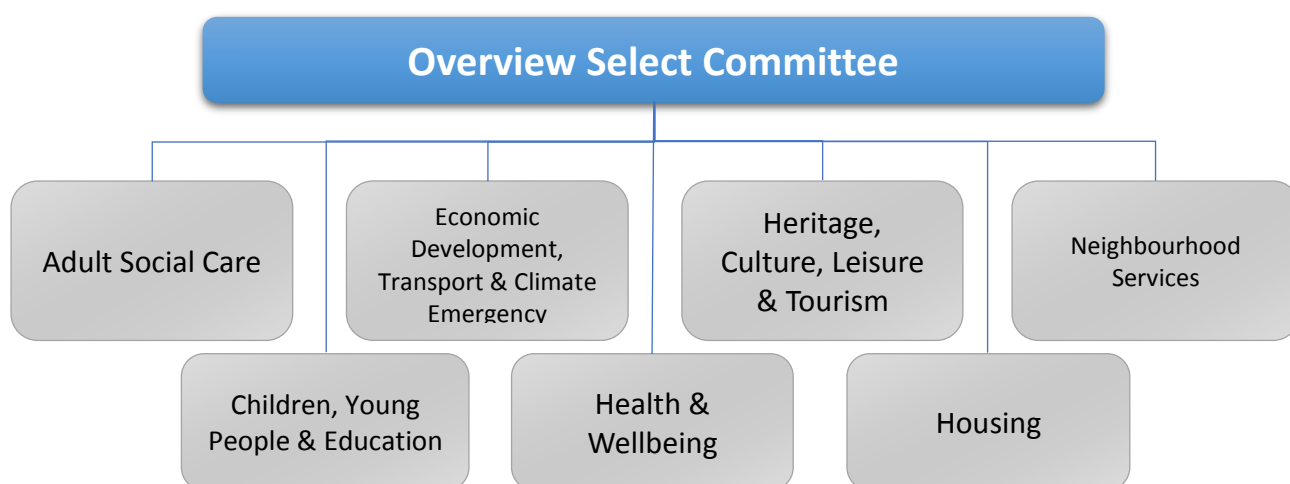 Overview Select Committee
Adult Social Care
Economic
Development,
Transport & Climate
Emergency
Heritage,
Culture, Leisure
& Tourism
Neighbourhood
Services
Children, Young
People & Education
Health &
Wellbeing
Housing